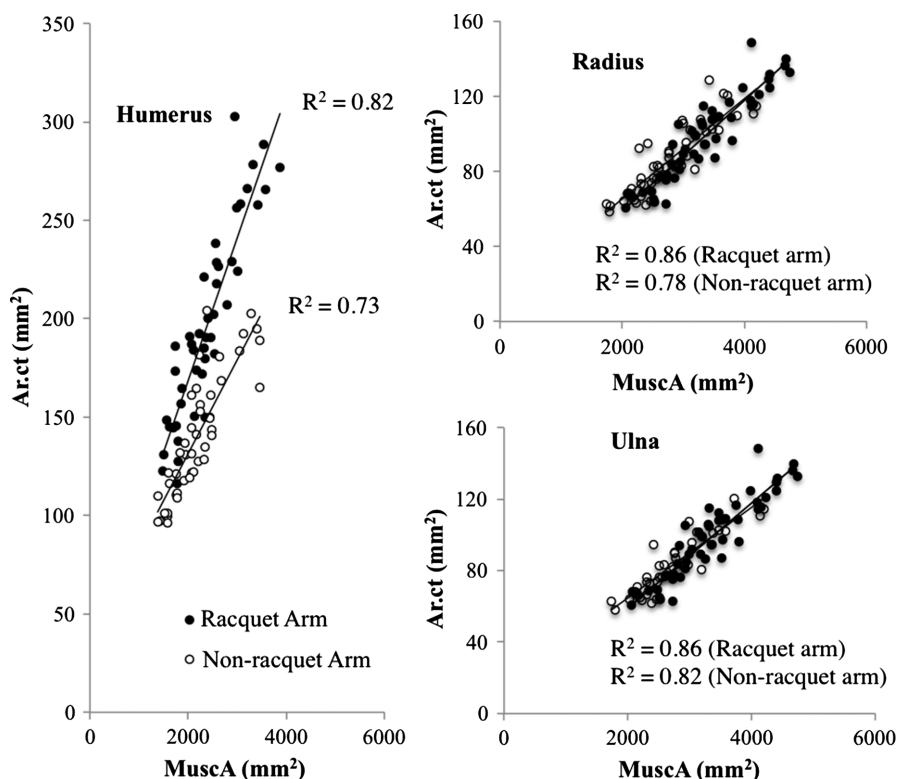 350
300
250
200
150
100
50
0
0 2000 4000 6000
Ar.ct (mm²)
MuscA (mm²)
Humerus
R² = 0.82
R² = 0.73
Racquet Arm
Non-racquet Arm
160
120
80
40
0
0 2000 4000 6000
Ar.ct (mm²)
MuscA (mm²)
Radius
R² = 0.86 (Racquet arm)
R² = 0.78 (Non-racquet arm)
160
120
80
40
0
0 2000 4000 6000
Ar.ct (mm²)
MuscA (mm²)
Ulna
R² = 0.86 (Racquet arm)
R² = 0.82 (Non-racquet arm)